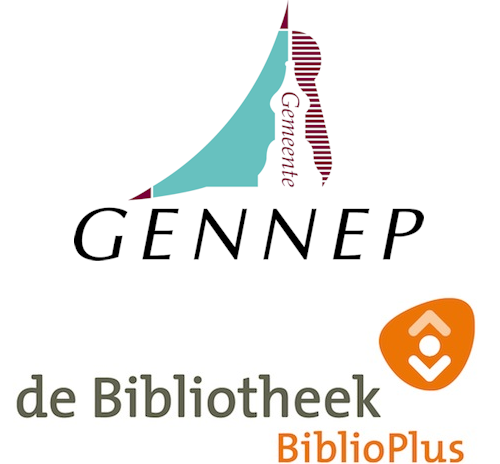 Gemeente
GENNEP
de Bibliotheek
BiblioPlus